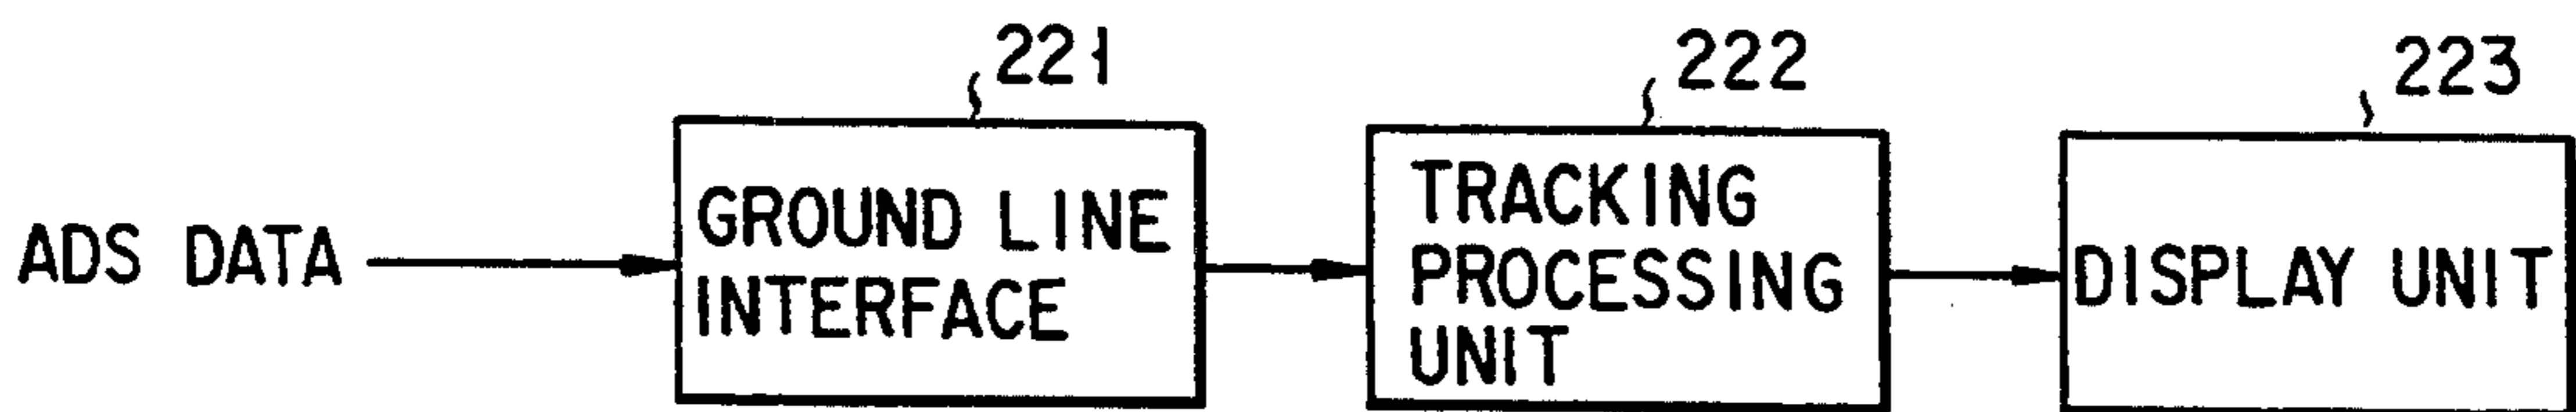 221
222
223
ADS DATA
GROUND LINE
INTERFACE
TRACKING
PROCESSING
UNIT
DISPLAY UNIT